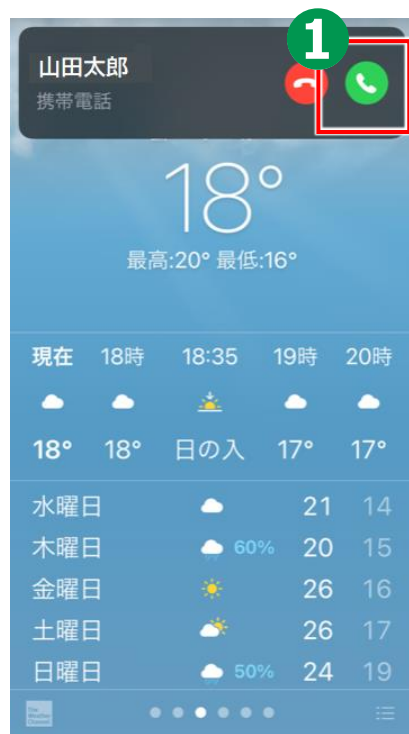 1
山田太郎
携帯電話
18°
最高:20° 最低:16°
現在 18時 18:35 19時 20時
18° 18° 日の入 17° 17°
水曜日 21 14
木曜日 60% 20 15
金曜日 26 16
土曜日 26 17
日曜日 50% 24 19